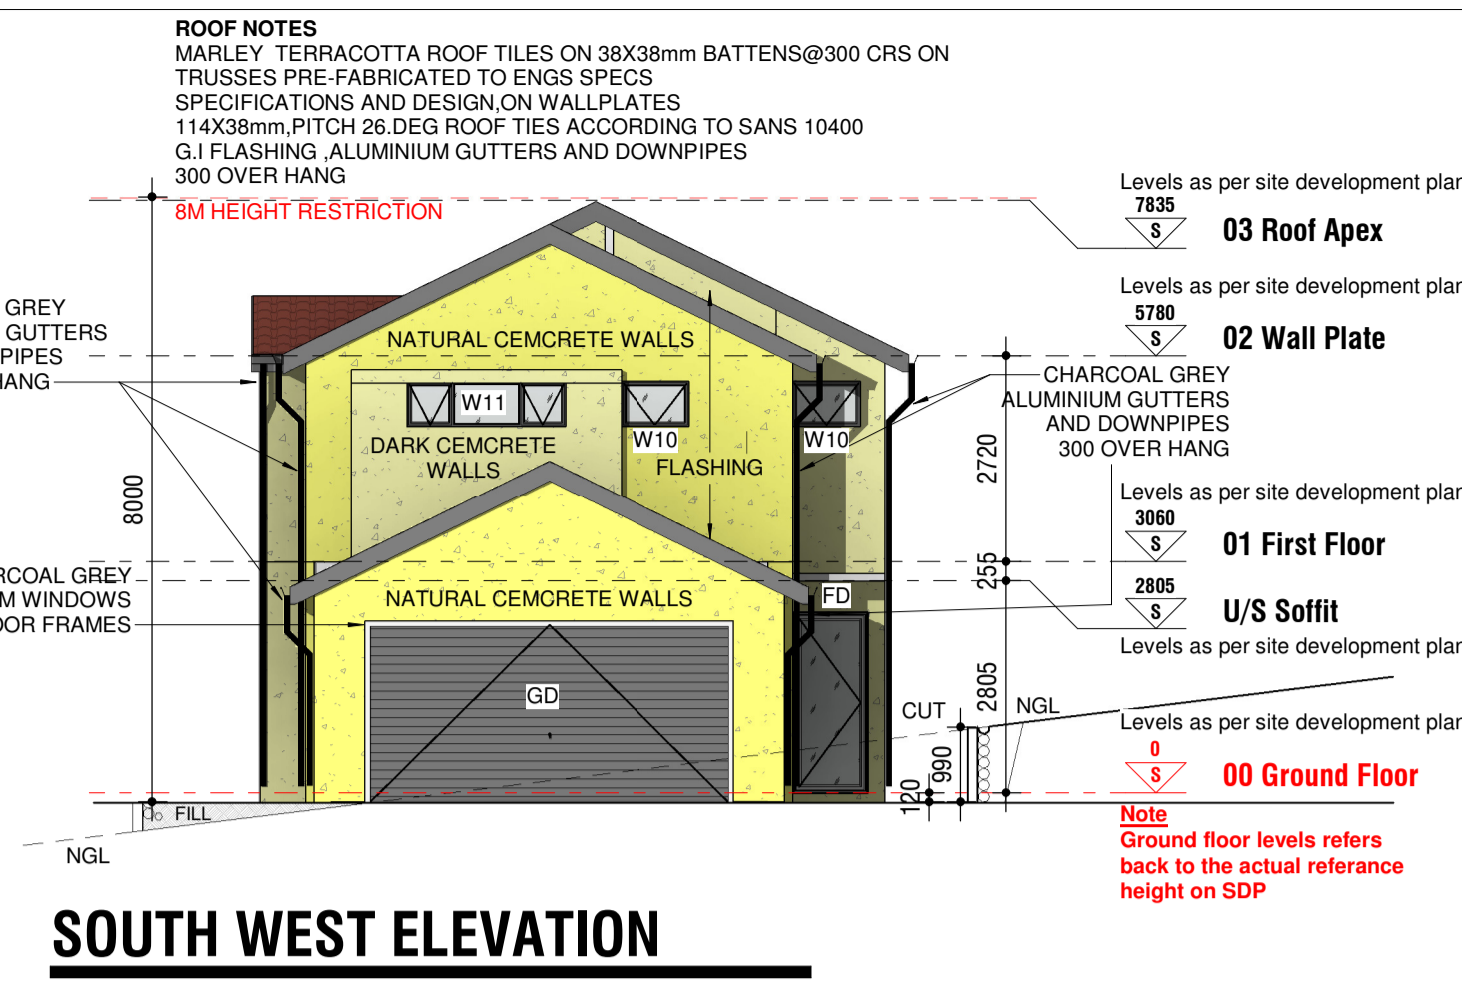 ROOF NOTES
MARLEY TERRACOTTA ROOF TILES ON 38X38mm BATTENS@300 CRS ON
TRUSSES PRE-FABRICATED TO ENGS SPECS
SPECIFICATIONS AND DESIGN,ON WALLPLATES
114X38mm,PITCH 26.DEG ROOF TIES ACCORDING TO SANS 10400
G.I FLASHING ,ALUMINIUM GUTTERS AND DOWNPIPES
300 OVER HANG
8M HEIGHT RESTRICTION
Levels as per site development plan
7835
S
03 Roof Apex
Levels as per site development plan
5780
S
02 Wall Plate
GREY
GUTTERS
PIPES
HANG
NATURAL CEMCRETE WALLS
W11
DARK CEMCRETE
WALLS
W10
W10
FLASHING
CHARCOAL GREY
ALUMINIUM GUTTERS
AND DOWNPIPES
300 OVER HANG
8000
2720
Levels as per site development plan
3060
S
01 First Floor
255
2805
S
U/S Soffit
Levels as per site development plan
RCOAL GREY
M WINDOWS
OOR FRAMES
NATURAL CEMCRETE WALLS
FD
GD
2805
CUT
NGL
990
120
Levels as per site development plan
0
S
00 Ground Floor
Note
Ground floor levels refers
back to the actual referance
height on SDP
FILL
NGL
SOUTH WEST ELEVATION